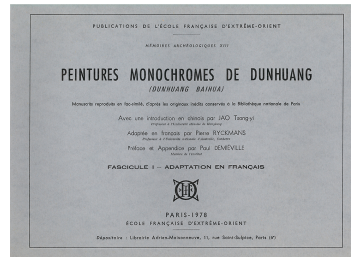 PUBLICATIONS DE L'ÉCOLE FRANÇAISE D'EXTRÊME-ORIENT
MÉMOIRES ARCHÉOLOGIQUES XIII
PEINTURES MONOCHROMES DE DUNHUANG
(DUNHUANG BAIHUA)
Manuscrits reproduits en fac-similé, d'après les originaux inédits conservés à la Bibliothèque nationale de Paris
Avec une introduction en chinois par JAO Tsong-yi
Adaptée en français par Pierre RYCKMANS
Préface et Appendice par Paul DEMIÉVILLE
Membre de l'Institut
FASCICULE I - ADAPTATION EN FRANÇAIS
PARIS-1978
ÉCOLE FRANÇAISE D'EXTRÊME-ORIENT
Dépositaire : Librairie Adrien-Maisonneuve, 11, rue Saint-Sulpice, Paris (6e)